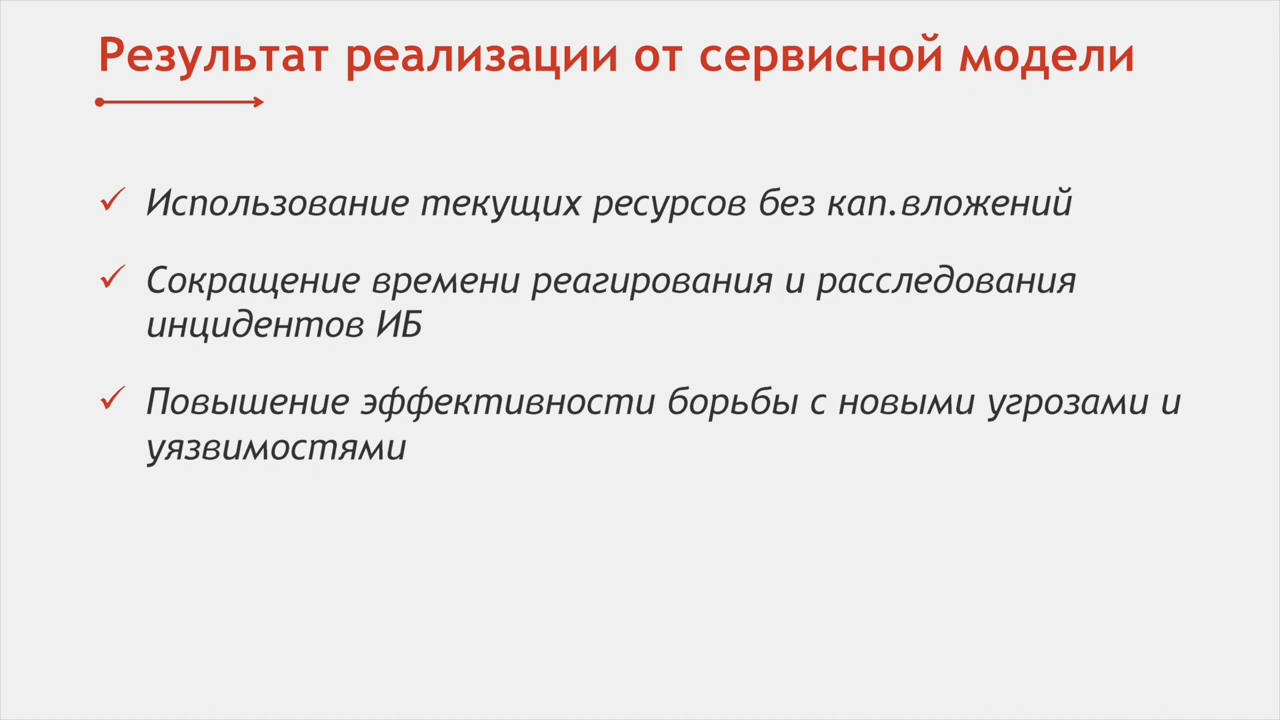 Результат реализации от сервисной модели
Использование текущих ресурсов без кап.вложений
Сокращение времени реагирования и расследования
инцидентов ИБ
Повышение эффективности борьбы с новыми угрозами и
уязвимостями